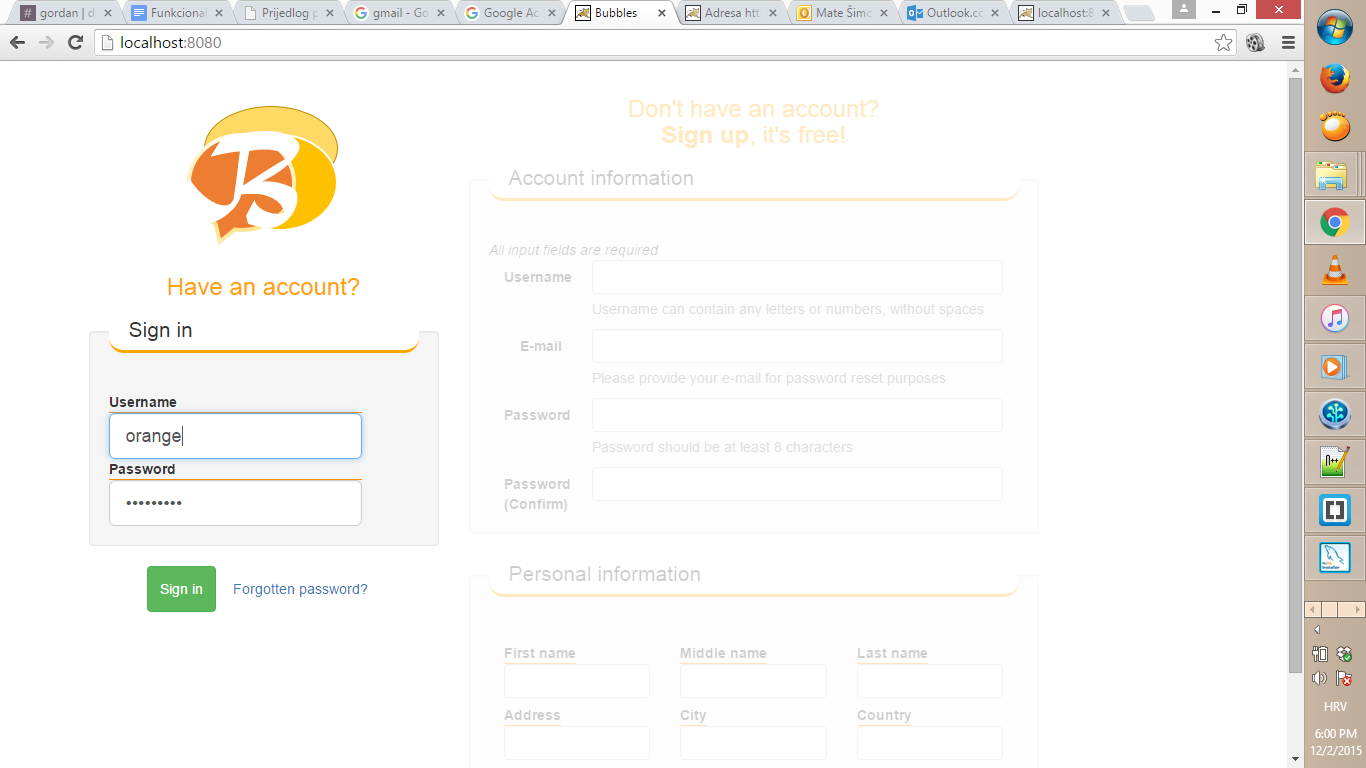 gordan | d
Funkcional
Prijedlog p
gmail - Go
Google Ac
Bubbles
Adresa htt
Mate Šimo
Outlook.co
localhost:8
localhost:8080
B
Have an account?
Sign in
Username
orange
Password
•••••••••
Sign in
Forgotten password?
Don't have an account?
Sign up, it's free!
Account information
All input fields are required
Username
Username can contain any letters or numbers, without spaces
E-mail
Please provide your e-mail for password reset purposes
Password
Password should be at least 8 characters
Password
(Confirm)
Personal information
First name
Middle name
Last name
Address
City
Country
HRV
6:00 PM
12/2/2015